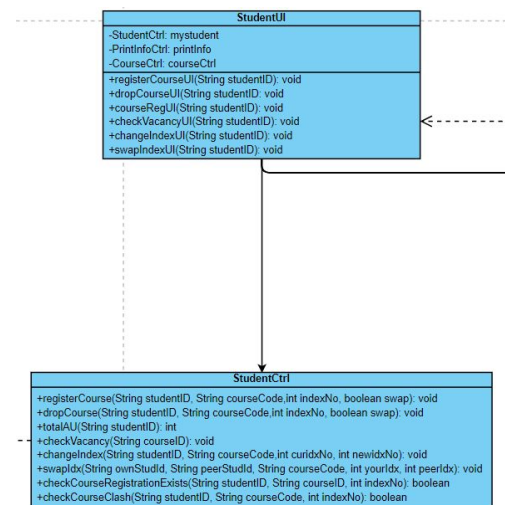 StudentUI
-StudentCtrl: mystudent
-PrintInfoCtrl: printInfo
-CourseCtrl: courseCtrl
+registerCourseUI(String studentID): void
+dropCourseUI(String studentID: void
+courseRegUI(String studentID): void
+checkVacancyUI(String studentID): void
+changeIndexUI(String studentID): void
+swapIndexUI(String studentID): void
StudentCtrl
+registerCourse(String studentID, String courseCode,int indexNo, boolean swap): void
+dropCourse(String studentID, String courseCode,int indexNo, boolean swap): void
+totalAU(String studentID): int
+checkVacancy(String courseID): void
+changeIndex(String studentID, String courseCode,int curidxNo, int newidxNo): void
+swapIdx(String ownStudId, String peerStudId, String courseCode, int yourIdx, int peerIdx): void
+checkCourseRegistrationExists(String studentID, String courseID, int indexNo): boolean
+checkCourseClash(String studentID, String courseCode, int indexNo): boolean